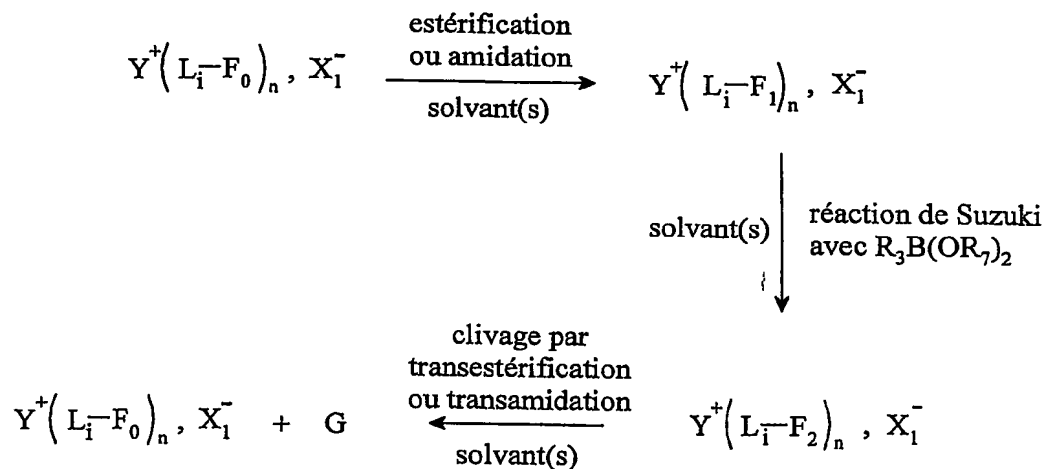 estérification
ou amidation
Y⁺(Lᵢ—F₀)ₙ, X₁⁻
solvant(s)
Y⁺(Lᵢ—F₁)ₙ, X₁⁻
solvant(s)
réaction de Suzuki
avec R₃B(OR₇)₂
clivage par
transestérification
ou transamidation
Y⁺(Lᵢ—F₀)ₙ, X₁⁻ + G
solvant(s)
Y⁺(Lᵢ—F₂)ₙ, X₁⁻